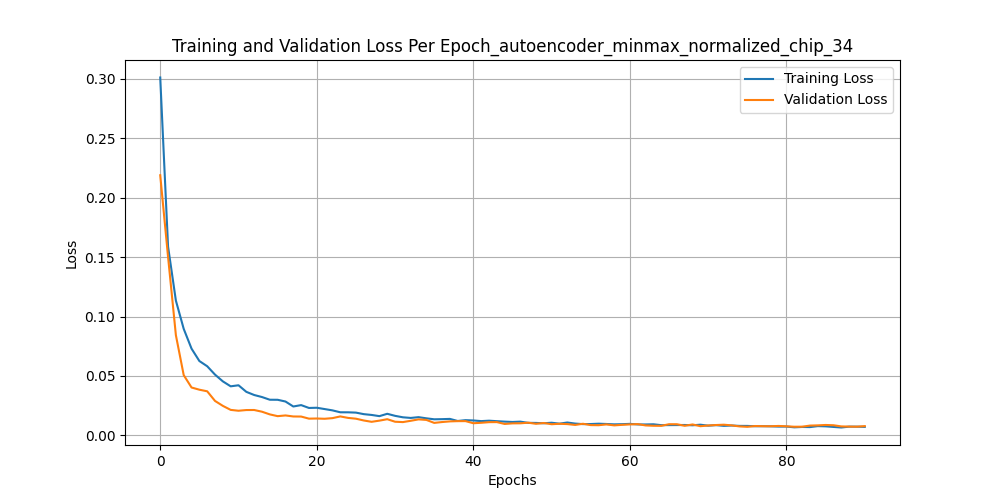 Training and Validation Loss Per Epoch_autoencoder_minmax_normalized_chip_34
Training Loss
Validation Loss
Loss
0.30
0.25
0.20
0.15
0.10
0.05
0.00
0 20 40 60 80
Epochs